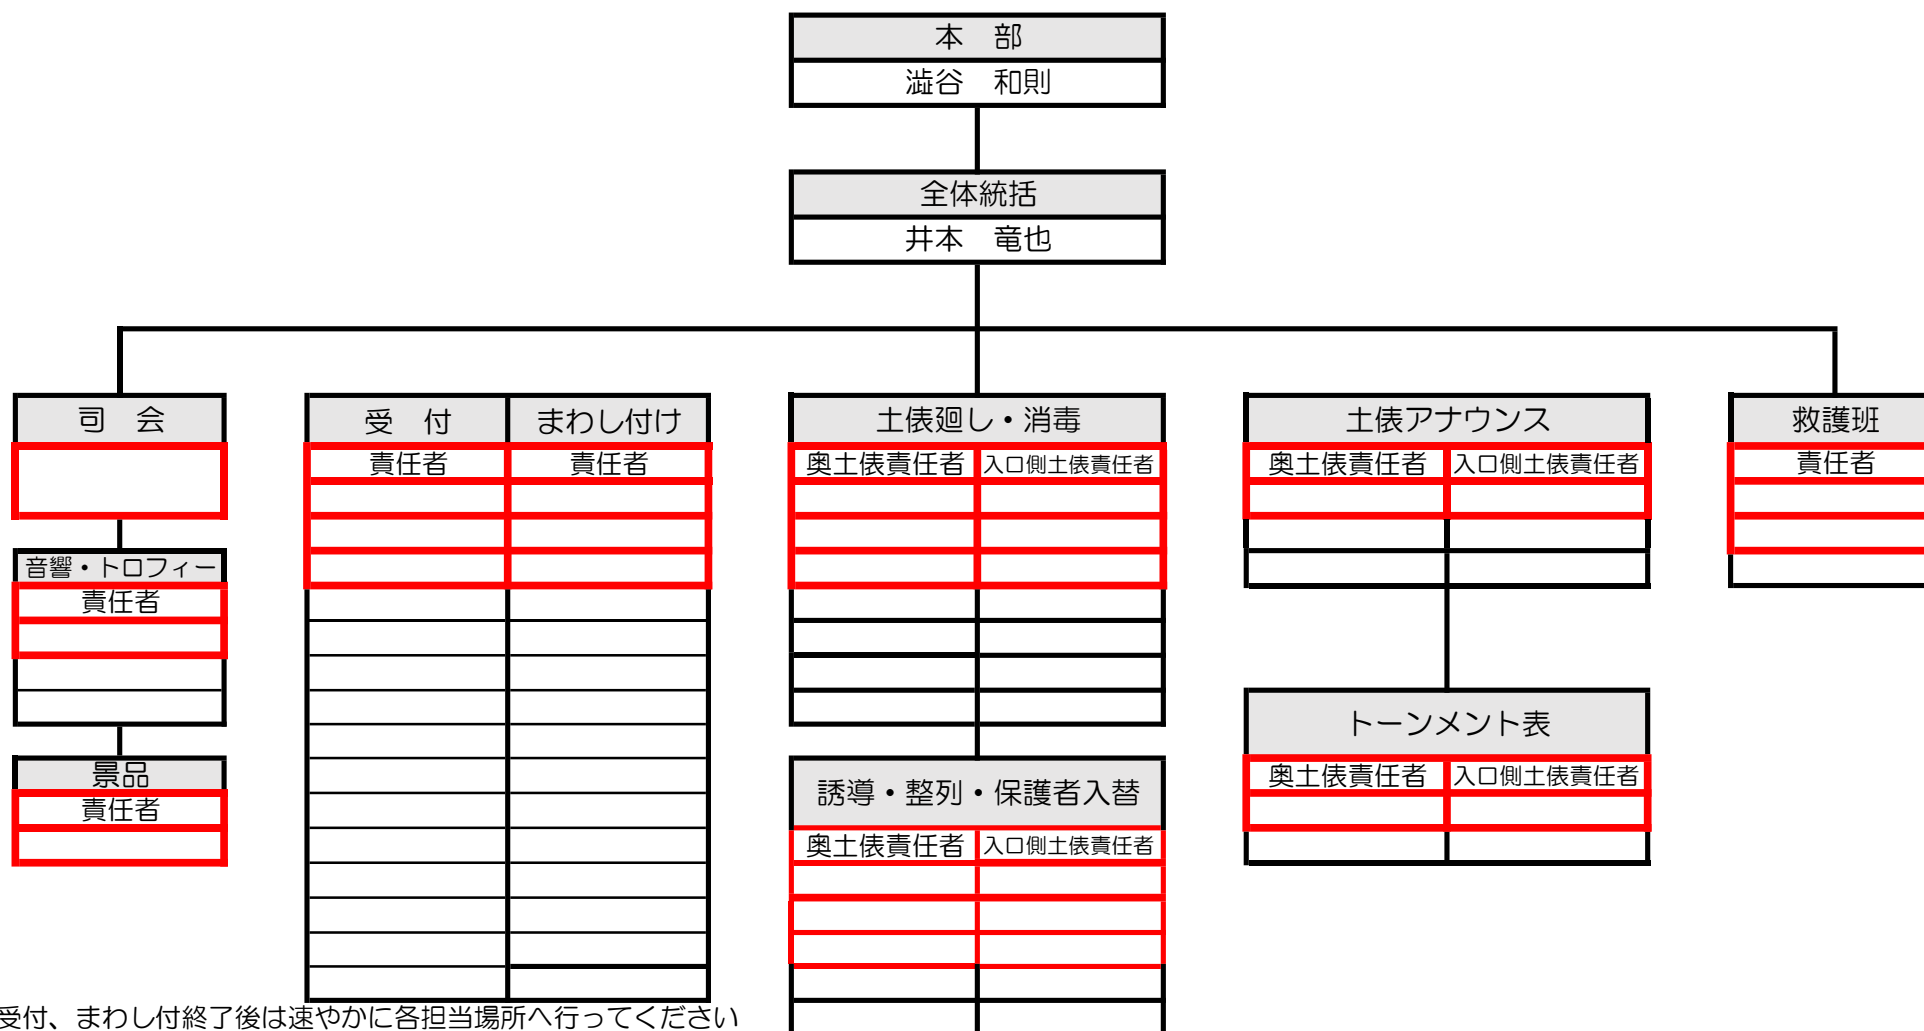 本　部
澁谷　和則
全体統括
井本　竜也
司　会
音響・トロフィー
責任者
景品
責任者
受　付
まわし付け
責任者
責任者
土俵廻し・消毒
奥土俵責任者
入口側土俵責任者
誘導・整列・保護者入替
奥土俵責任者
入口側土俵責任者
土俵アナウンス
奥土俵責任者
入口側土俵責任者
トーンメント表
奥土俵責任者
入口側土俵責任者
救護班
責任者
受付、まわし付終了後は速やかに各担当場所へ行ってください